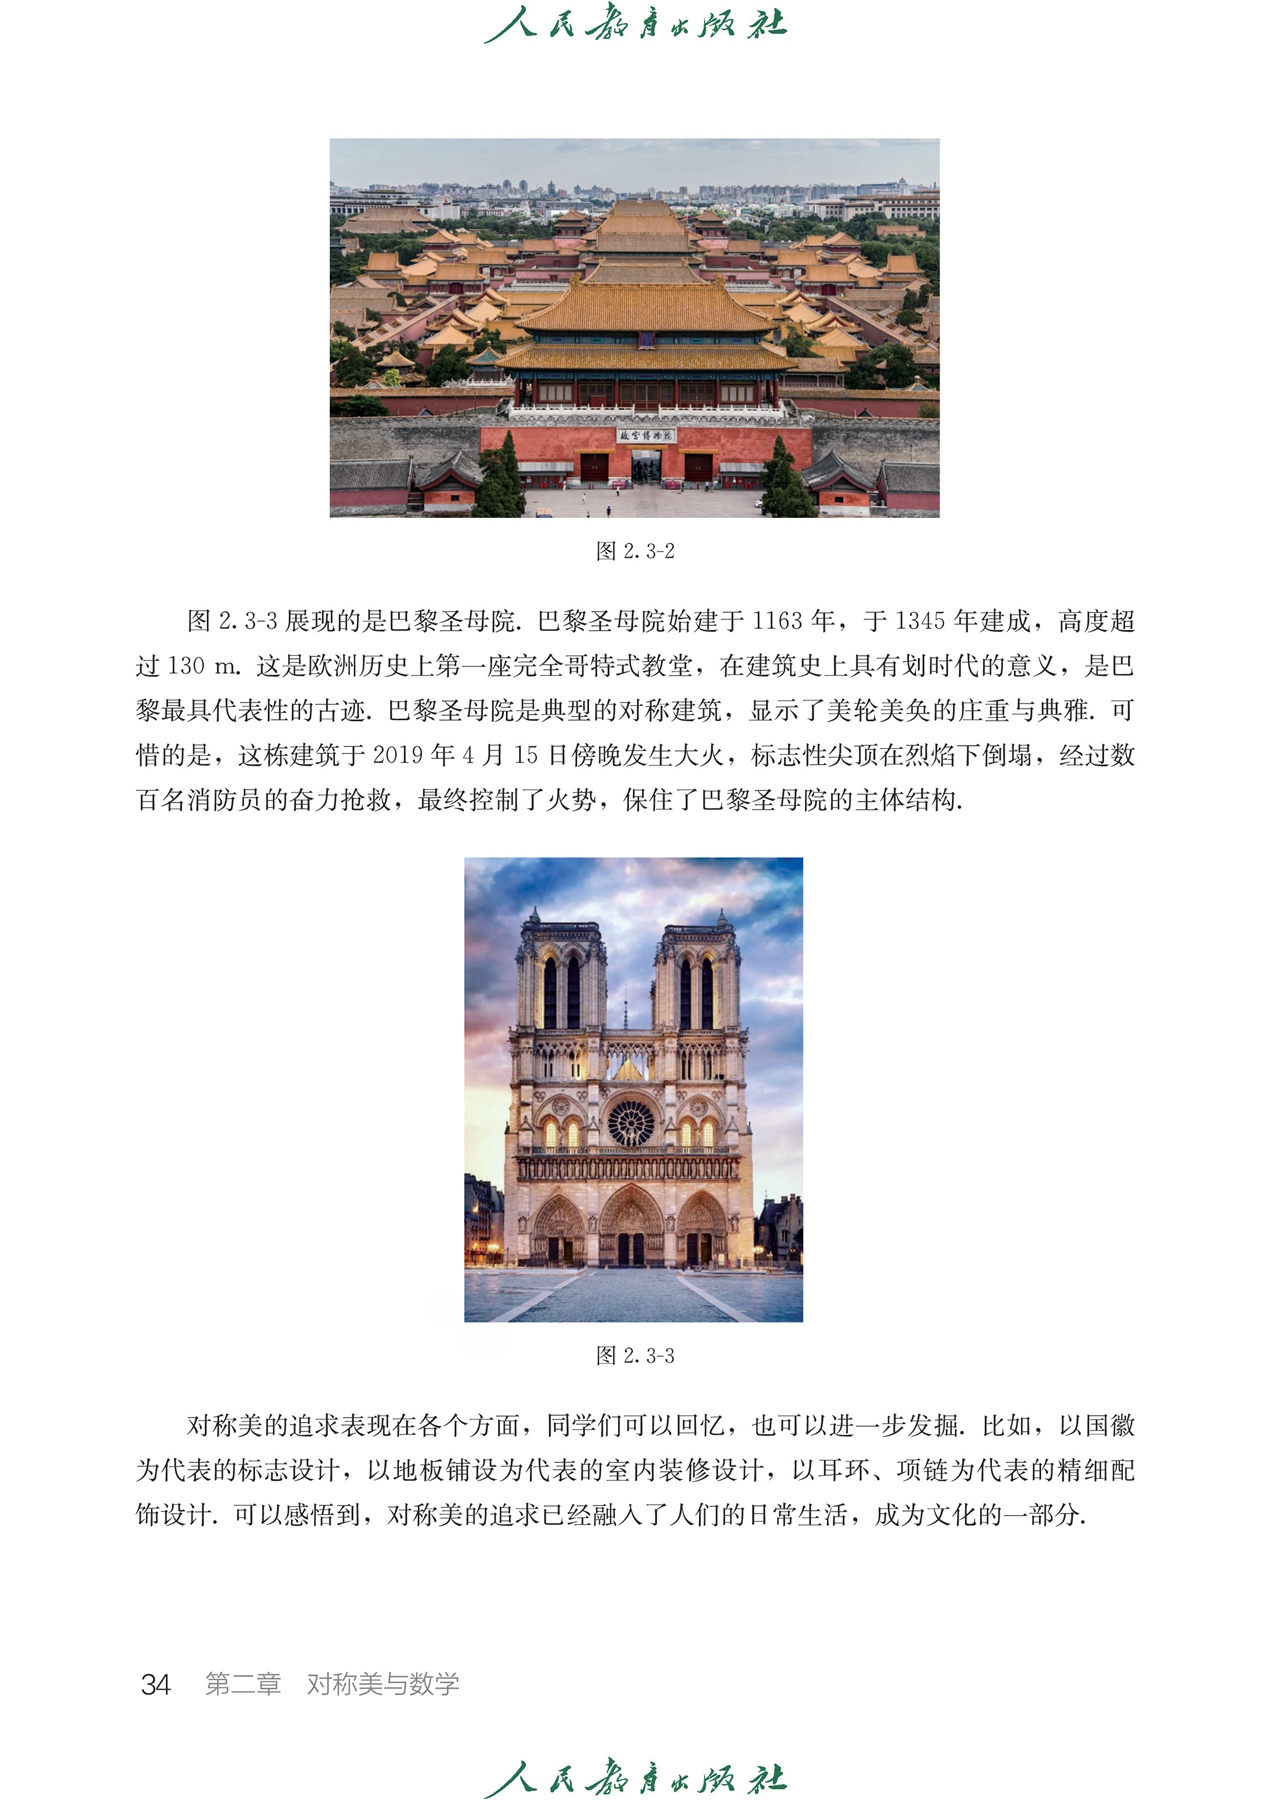 人民教育出版社
故宫博物院
图 2.3-2
图 2.3-3 展现的是巴黎圣母院. 巴黎圣母院始建于 1163 年，于 1345 年建成，高度超
过 130 m. 这是欧洲历史上第一座完全哥特式教堂，在建筑史上具有划时代的意义，是巴
黎最具代表性的古迹. 巴黎圣母院是典型的对称建筑，显示了美轮美奂的庄重与典雅. 可
惜的是，这栋建筑于 2019 年 4 月 15 日傍晚发生大火，标志性尖顶在烈焰下倒塌，经过数
百名消防员的奋力抢救，最终控制了火势，保住了巴黎圣母院的主体结构.
图 2.3-3
对称美的追求表现在各个方面，同学们可以回忆，也可以进一步发掘. 比如，以国徽
为代表的标志设计，以地板铺设为代表的室内装修设计，以耳环、项链为代表的精细配
饰设计. 可以感悟到，对称美的追求已经融入了人们的日常生活，成为文化的一部分.
34 第二章 对称美与数学
人民教育出版社